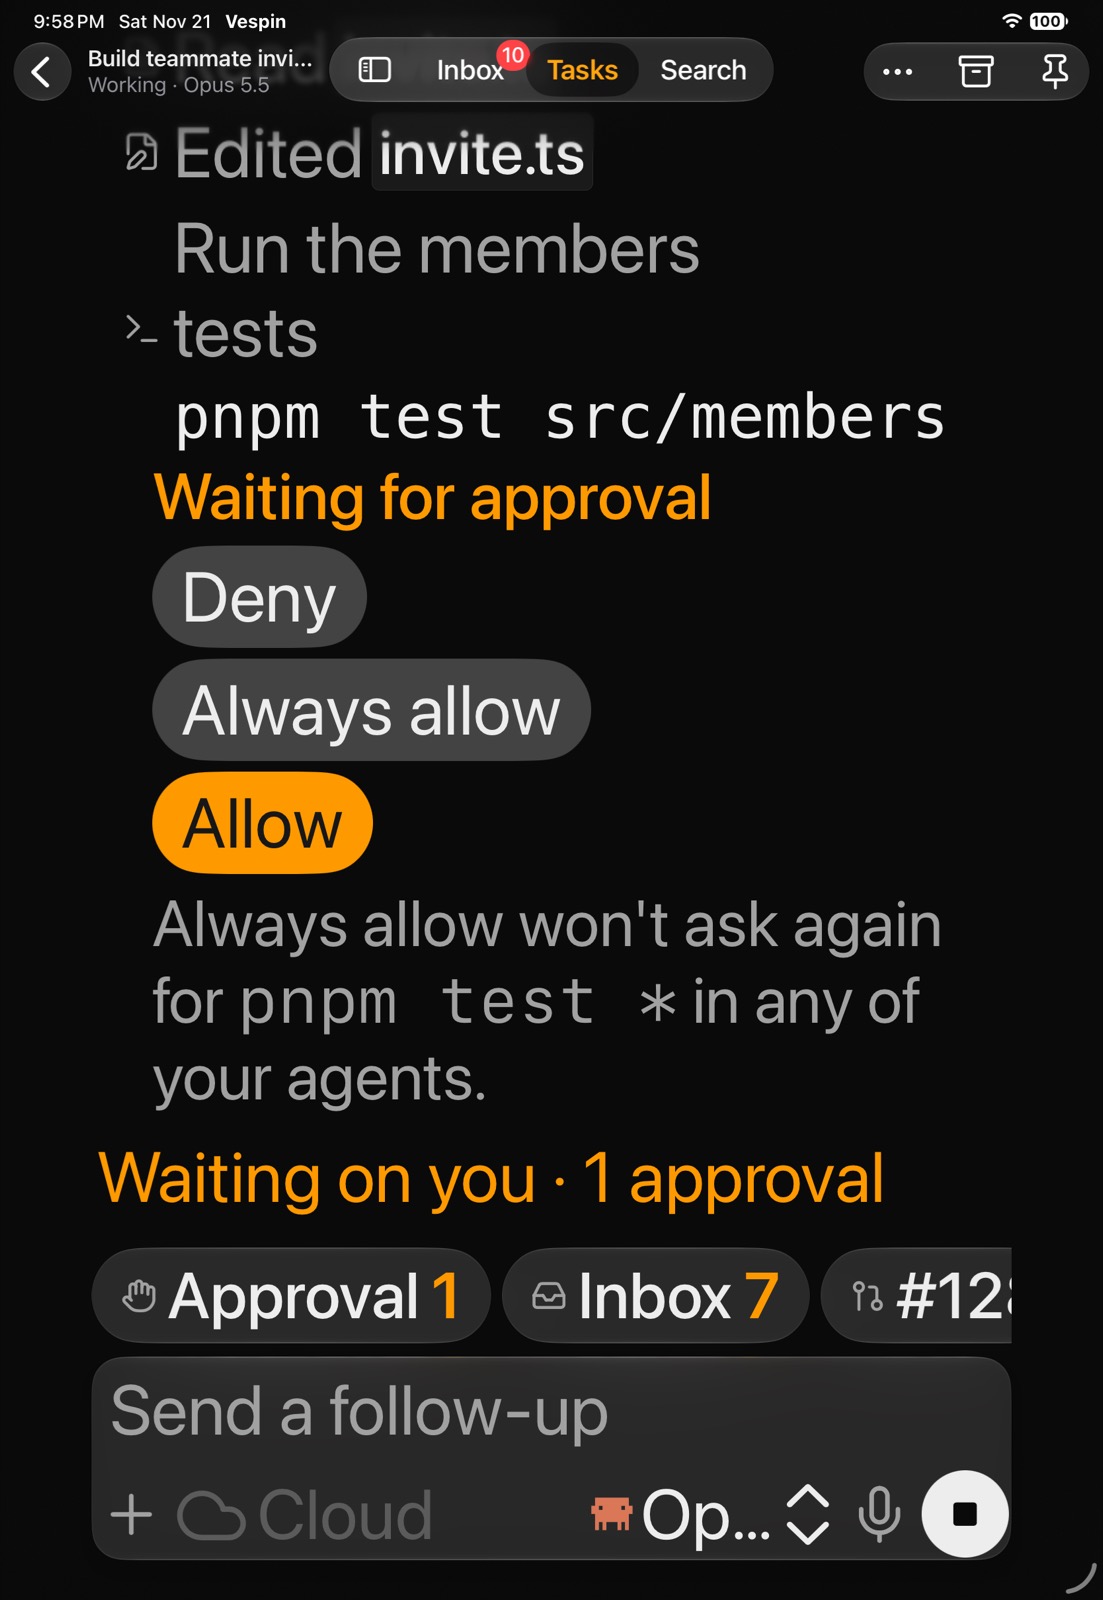 9:58 PM Sat Nov 21 Vespin
100
Build teammate invi...
Working · Opus 5.5
Inbox 10 Tasks Search
Edited invite.ts
Run the members
tests
pnpm test src/members
Waiting for approval
Deny
Always allow
Allow
Always allow won't ask again
for pnpm test * in any of
your agents.
Waiting on you · 1 approval
Approval 1 Inbox 7 #12
Send a follow-up
Cloud Op...